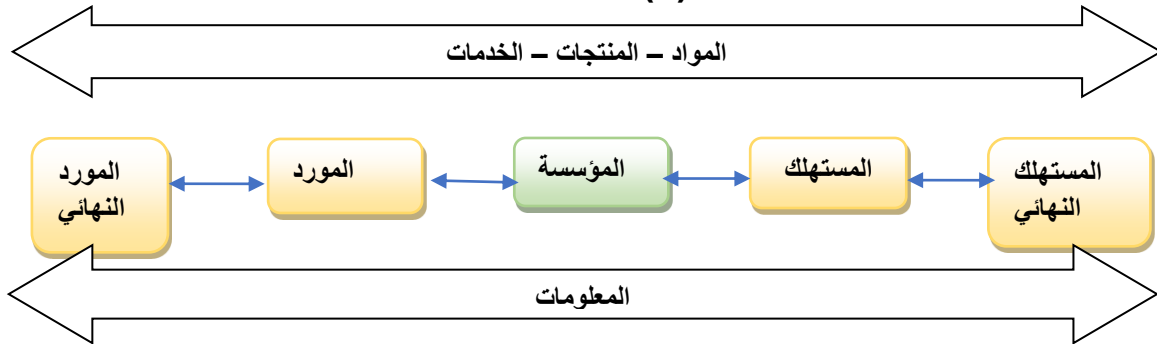 المواد – المنتجات – الخدمات
المستهلك
النهائي
المستهلك
المؤسسة
المورد
المورد
النهائي
المعلومات